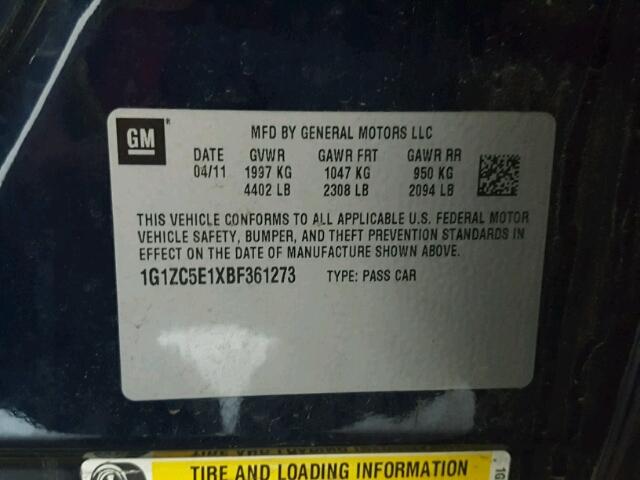 GM
MFD BY GENERAL MOTORS LLC
DATE GVWR GAWR FRT GAWR RR
04/11 1997 KG 1047 KG 950 KG
4402 LB 2308 LB 2094 LB
THIS VEHICLE CONFORMS TO ALL APPLICABLE U.S. FEDERAL MOTOR
VEHICLE SAFETY, BUMPER, AND THEFT PREVENTION STANDARDS IN
EFFECT ON THE DATE OF MANUFACTURE SHOWN ABOVE.
1G1ZC5E1XBF361273 TYPE: PASS CAR
TIRE AND LOADING INFORMATION